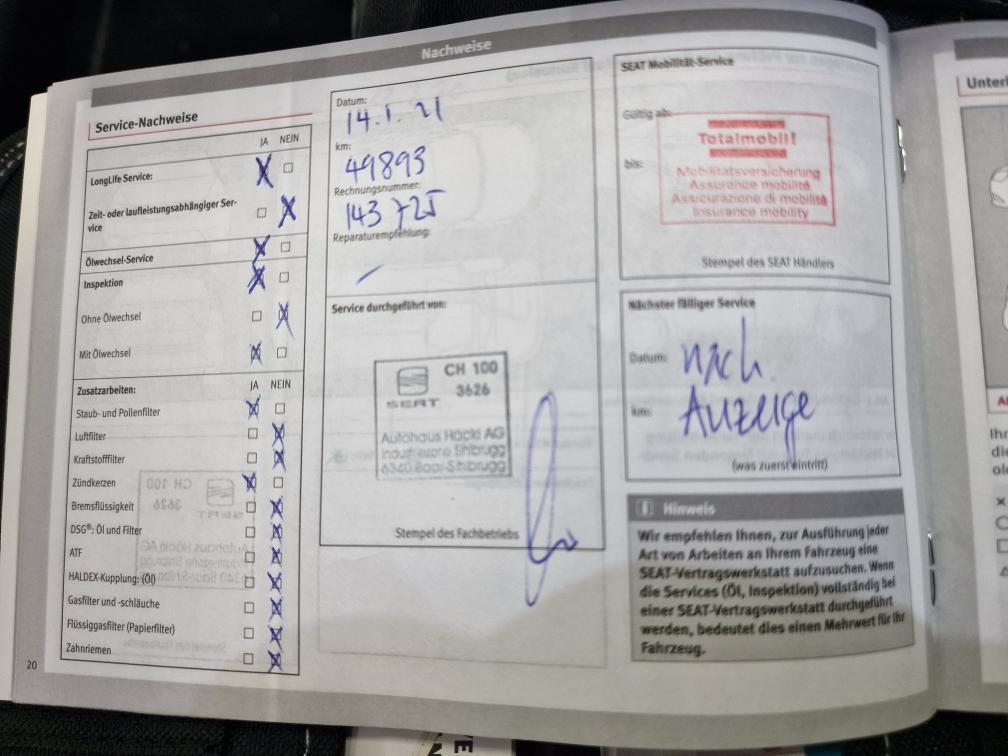 Nachweise
Service-Nachweise
JA NEIN
LongLife Service:
Zeit- oder laufleistungsabhängiger Ser-
vice
Ölwechsel-Service
Inspektion
Ohne Ölwechsel
Mit Ölwechsel
Zusatzarbeiten: JA NEIN
Staub- und Pollenfilter
Luftfilter
Kraftstofffilter
Zündkerzen
Bremsflüssigkeit
DSG®: Öl und Filter
ATF
HALDEX-Kupplung: (Öl)
Gasfilter und -schläuche
Flüssiggasfilter (Papierfilter)
Zahnriemen
20
Datum:
14.1.21
km:
49893
Rechnungsnummer:
143725
Reparaturempfehlung:
Service durchgeführt von:
CH 100
3626
SEAT
Autohaus Höckl AG
Industriezone Sihlbrugg
6340 Baar-Sihlbrugg
Stempel des Fachbetriebs
SEAT Mobilität-Service
Gültig ab:
Totalmobil!
bis:
Mobilitätsversicherung
Assurance mobilité
Assicurazione di mobilità
Insurance mobility
Stempel des SEAT Händlers
Nächster fälliger Service
Datum: nach
km: Anzeige
(was zuerst eintritt)
i Hinweis
Wir empfehlen Ihnen, zur Ausführung jeder
Art von Arbeiten an Ihrem Fahrzeug eine
SEAT-Vertragswerkstatt aufzusuchen. Wenn
die Services (Öl, Inspektion) vollständig bei
einer SEAT-Vertragswerkstatt durchgeführt
werden, bedeutet dies einen Mehrwert für Ihr
Fahrzeug.